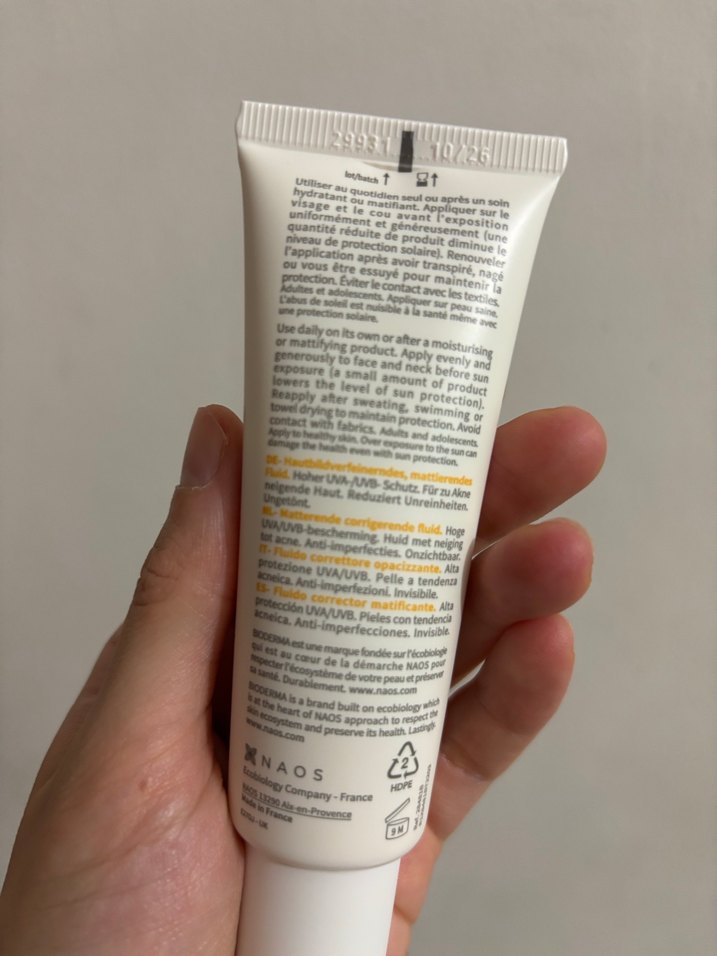 29931 10/26
lot/batch
Utiliser au quotidien seul ou après un soin
hydratant ou matifiant. Appliquer sur le
visage et le cou avant l'exposition
uniformément et généreusement (une
quantité réduite de produit diminue le
niveau de protection solaire). Renouveler
l'application après avoir transpiré, nagé
ou vous être essuyé pour maintenir la
protection. Éviter le contact avec les textiles.
Adultes et adolescents. Appliquer sur peau saine.
L'abus de soleil est nuisible à la santé même avec
une protection solaire.
Use daily on its own or after a moisturising
or mattifying product. Apply evenly and
generously to face and neck before sun
exposure (a small amount of product
lowers the level of sun protection).
Reapply after sweating, swimming or
towel drying to maintain protection. Avoid
contact with fabrics. Adults and adolescents.
Apply to healthy skin. Over exposure to the sun can
damage the health even with sun protection.
DE- Hautbildverfeinerndes, mattierendes
Fluid. Hoher UVA-/UVB- Schutz. Für zu Akne
neigende Haut. Reduziert Unreinheiten.
Ungetönt.
NL- Matterende corrigerende fluid. Hoge
UVA/UVB-bescherming. Huid met neiging
tot acne. Anti-imperfecties. Onzichtbaar.
IT- Fluido correttore opacizzante. Alta
protezione UVA/UVB. Pelle a tendenza
acneica. Anti-imperfezioni. Invisibile.
ES- Fluido corrector matificante. Alta
protección UVA/UVB. Pieles con tendencia
acneica. Anti-imperfecciones. Invisible.
BIODERMA est une marque fondée sur l'écobiologie
qui est au cœur de la démarche NAOS pour
respecter l'écosystème de votre peau et préserver
sa santé. Durablement. www.naos.com
BIODERMA is a brand built on ecobiology which
is at the heart of NAOS approach to respect the
skin ecosystem and preserve its health. Lastingly.
www.naos.com
NAOS
Ecobiology Company - France
NAOS 13290 Aix-en-Provence
Made in France
2
HDPE
9 M